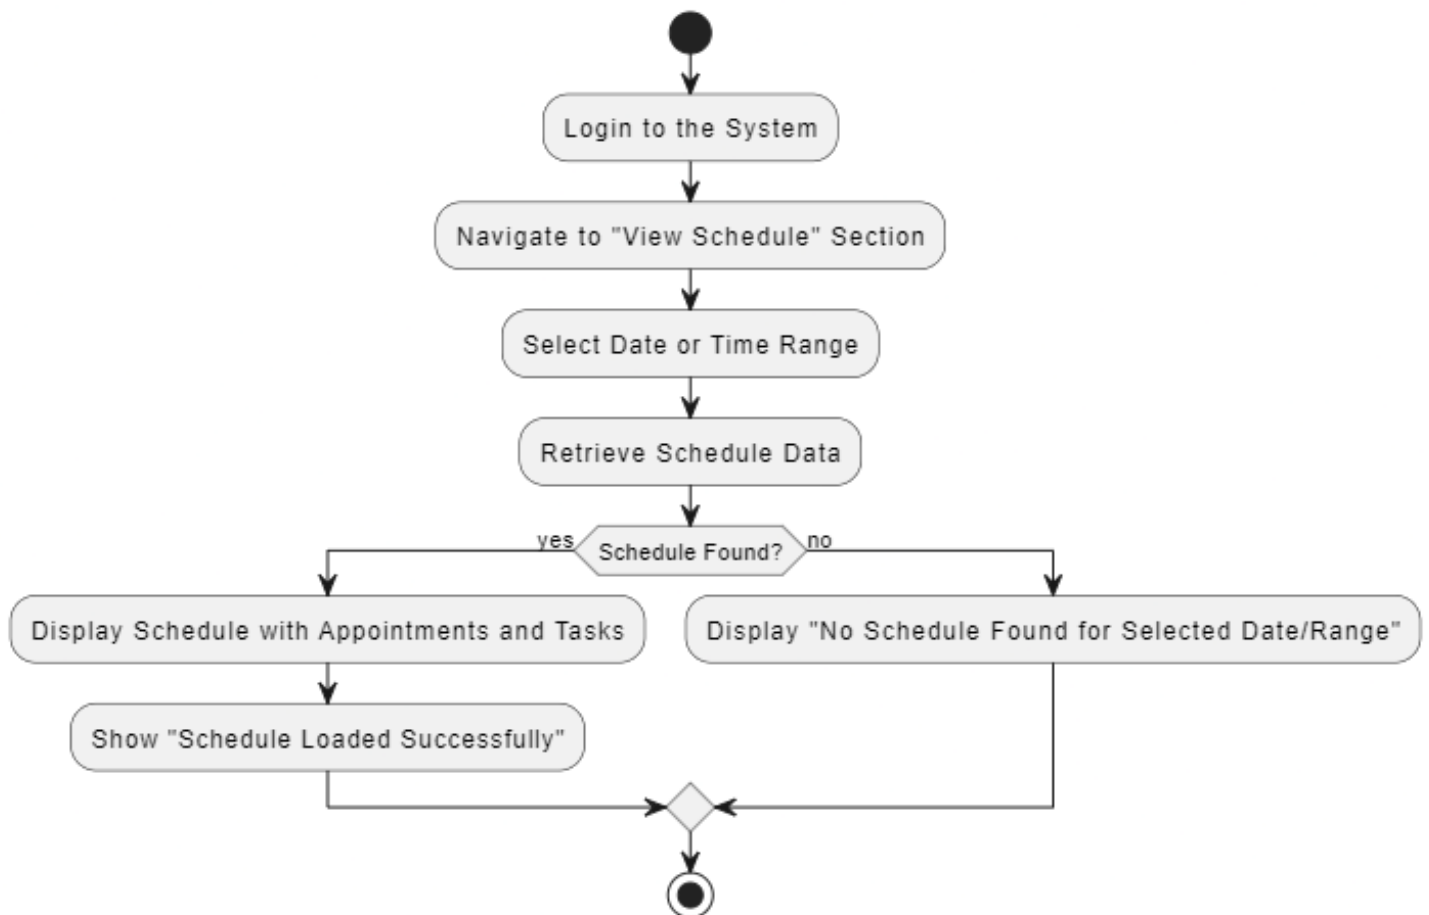 Login to the System
Navigate to "View Schedule" Section
Select Date or Time Range
Retrieve Schedule Data
yes
Schedule Found?
no
Display Schedule with Appointments and Tasks
Display "No Schedule Found for Selected Date/Range"
Show "Schedule Loaded Successfully"